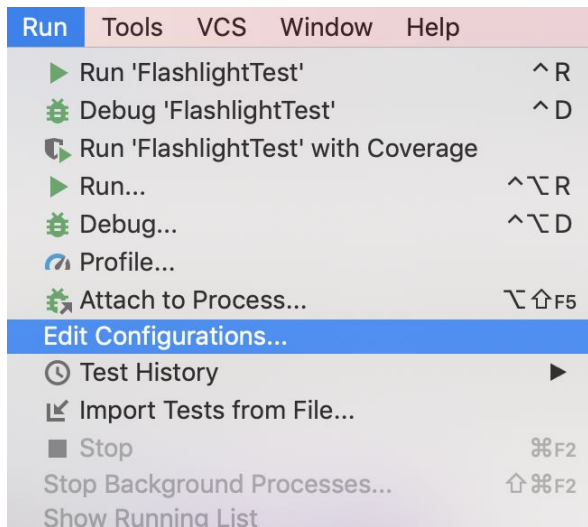 Run Tools VCS Window Help
Run 'FlashlightTest' ^R
Debug 'FlashlightTest' ^D
Run 'FlashlightTest' with Coverage
Run... ^⌥R
Debug... ^⌥D
Profile...
Attach to Process... ⌥⇧F5
Edit Configurations...
Test History
Import Tests from File...
Stop ⌘F2
Stop Background Processes... ⇧⌘F2
Show Running List